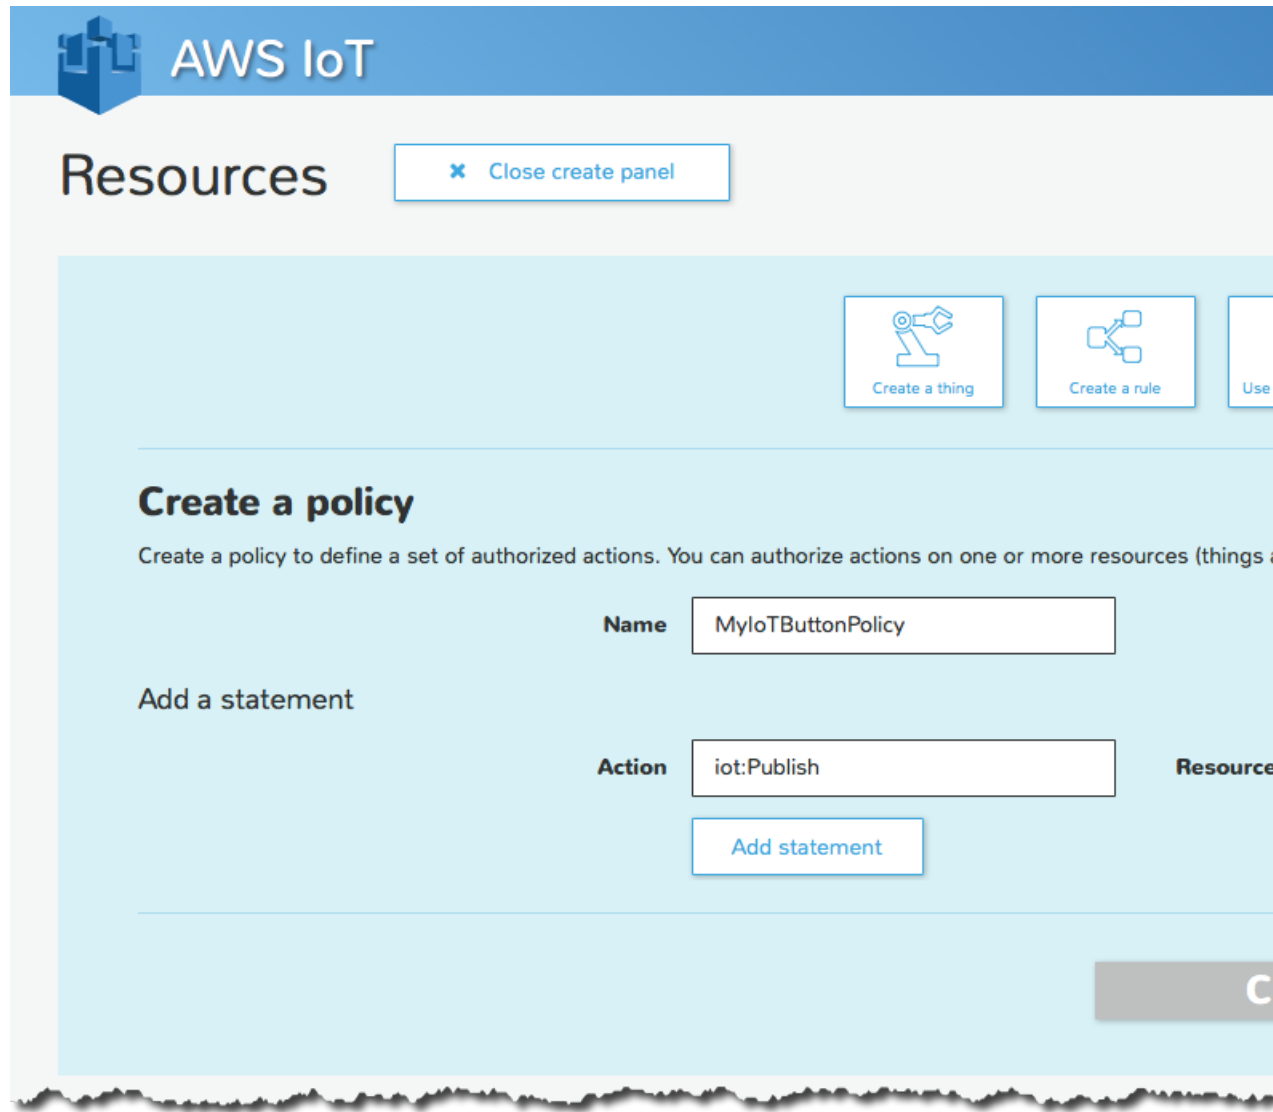 AWS IoT
Resources
Close create panel
Create a thing
Create a rule
Use
Create a policy
Create a policy to define a set of authorized actions. You can authorize actions on one or more resources (things
Name
MyIoTButtonPolicy
Add a statement
Action
iot:Publish
Resource
Add statement
C